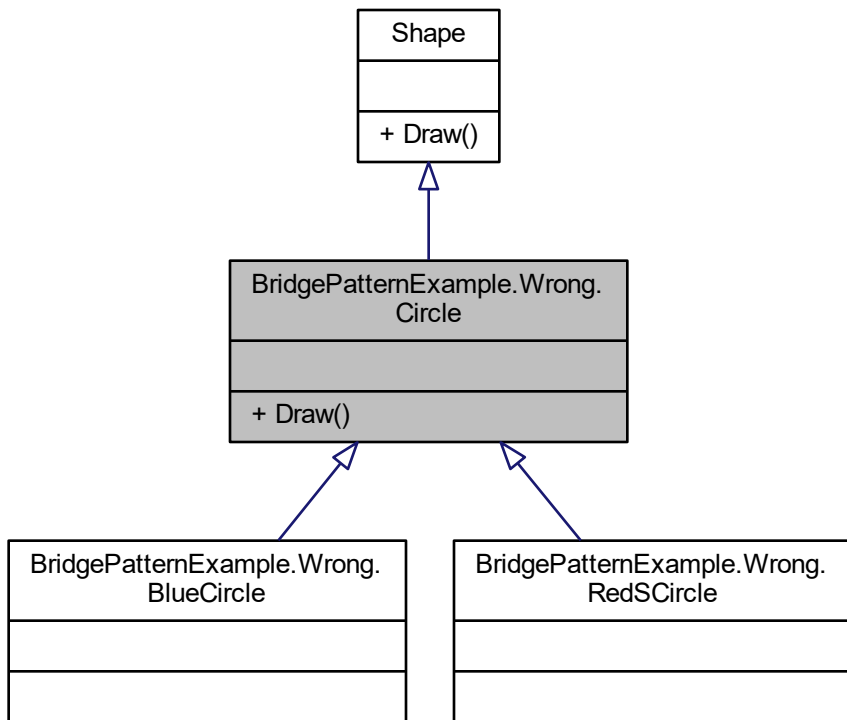 Shape
+ Draw()
BridgePatternExample.Wrong.
Circle
+ Draw()
BridgePatternExample.Wrong.
BlueCircle
BridgePatternExample.Wrong.
RedSCircle